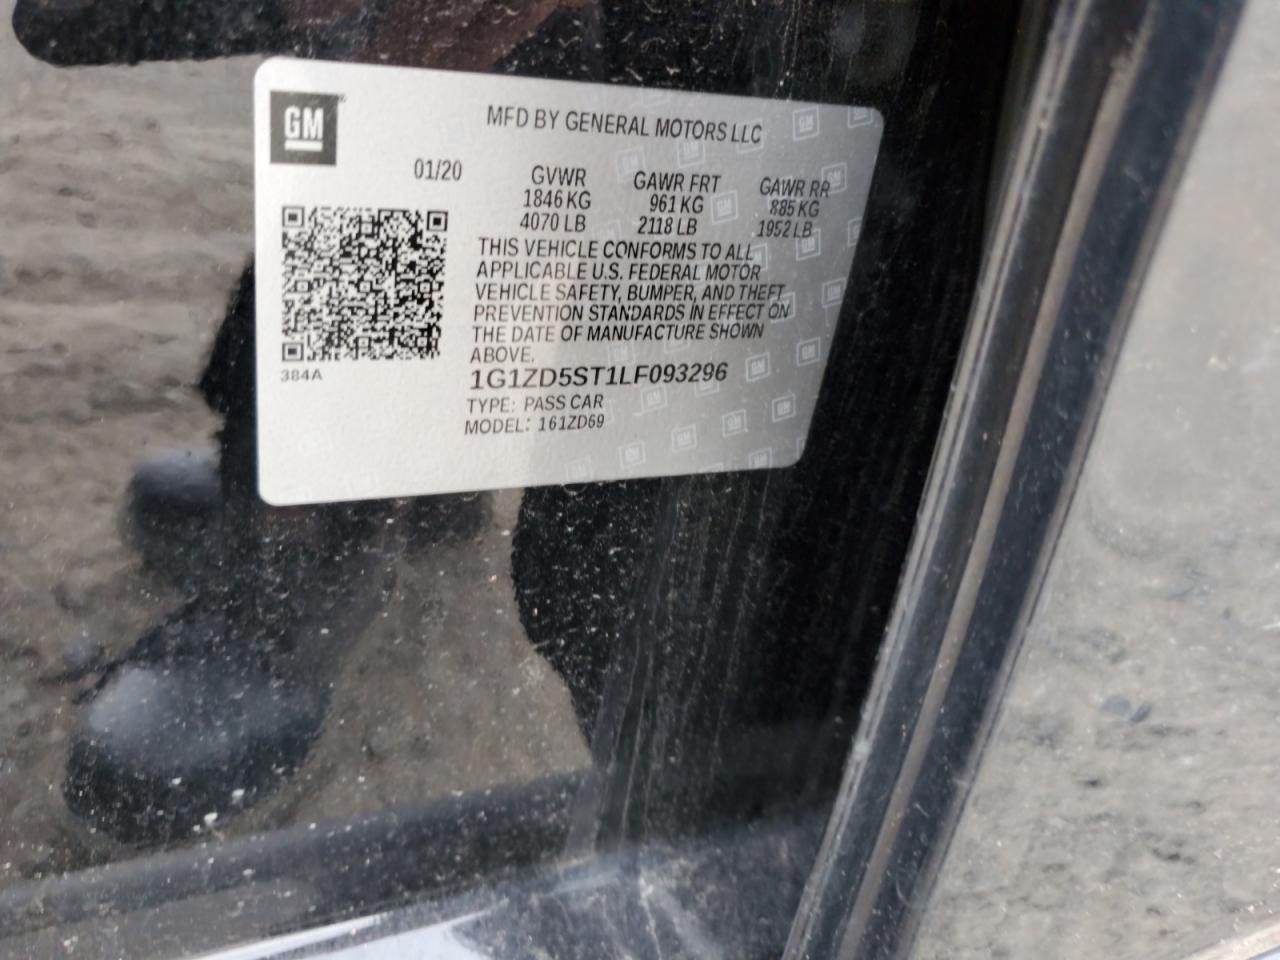 GM
MFD BY GENERAL MOTORS LLC
01/20
GVWR GAWR FRT GAWR RR
1846 KG 961 KG 885 KG
4070 LB 2118 LB 1952 LB
THIS VEHICLE CONFORMS TO ALL
APPLICABLE U.S. FEDERAL MOTOR
VEHICLE SAFETY, BUMPER, AND THEFT
PREVENTION STANDARDS IN EFFECT ON
THE DATE OF MANUFACTURE SHOWN
ABOVE.
384A
1G1ZD5ST1LF093296
TYPE: PASS CAR
MODEL: 161ZD69